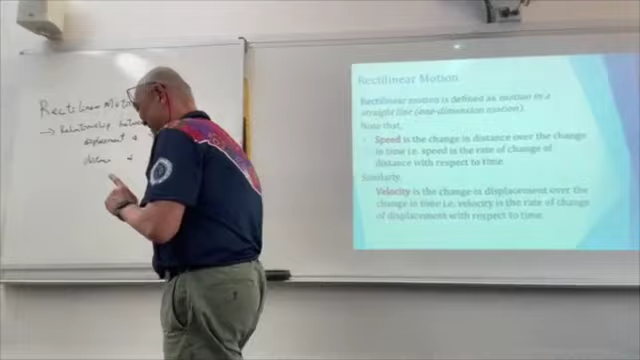 Rectilinear
→ Relationship
displacement &
distance &
Rectilinear Motion
Rectilinear motion is defined as motion in a
straight line (one-dimension motion).
Note that,
Speed is the change in distance over the change
in time i.e. speed is the rate of change of
distance with respect to time.
Similarly,
Velocity is the change in displacement over the
change in time i.e. velocity is the rate of change
of displacement with respect to time.